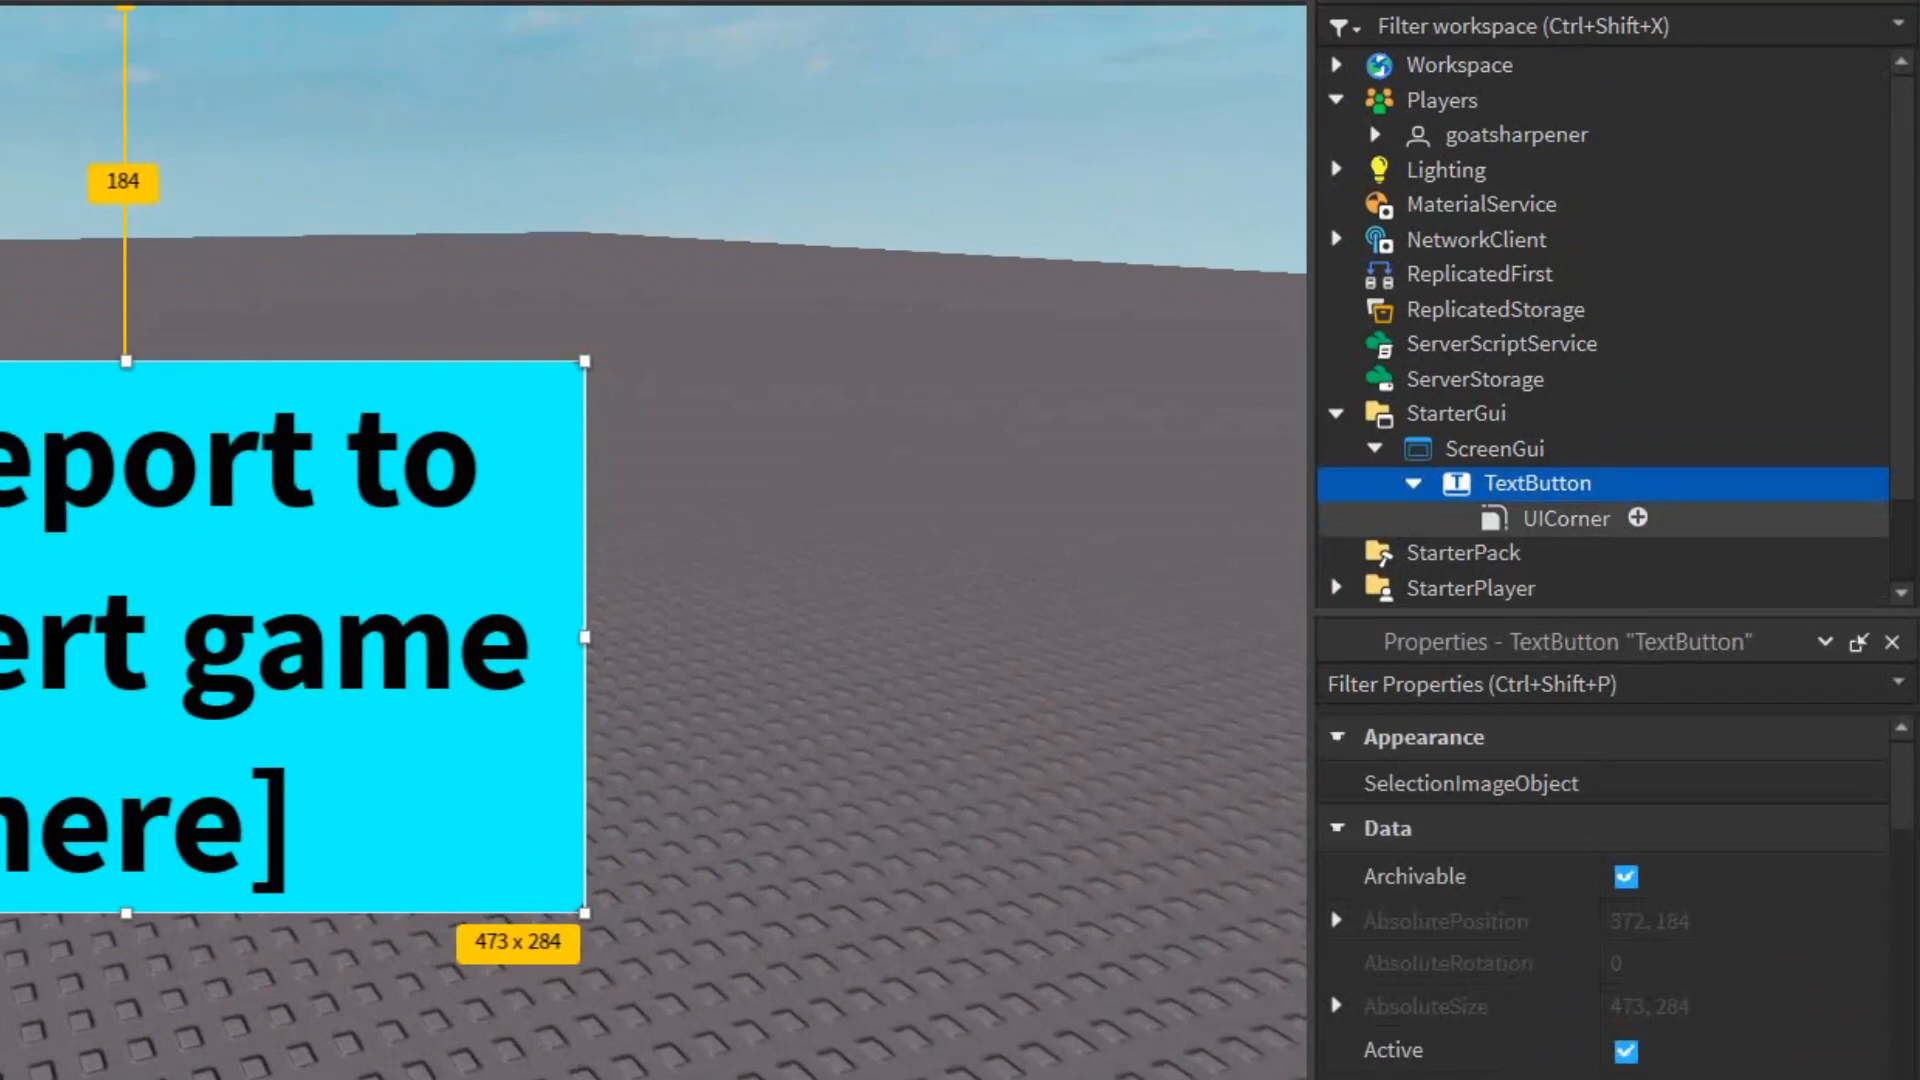 184
eport to
ert game
here]
473 x 284
Filter workspace (Ctrl+Shift+X)
Workspace
Players
goatsharpener
Lighting
MaterialService
NetworkClient
ReplicatedFirst
ReplicatedStorage
ServerScriptService
ServerStorage
StarterGui
ScreenGui
TextButton
UICorner
StarterPack
StarterPlayer
Properties - TextButton "TextButton"
Filter Properties (Ctrl+Shift+P)
Appearance
SelectionImageObject
Data
Archivable
AbsolutePosition 372, 184
AbsoluteRotation 0
AbsoluteSize 473, 284
Active